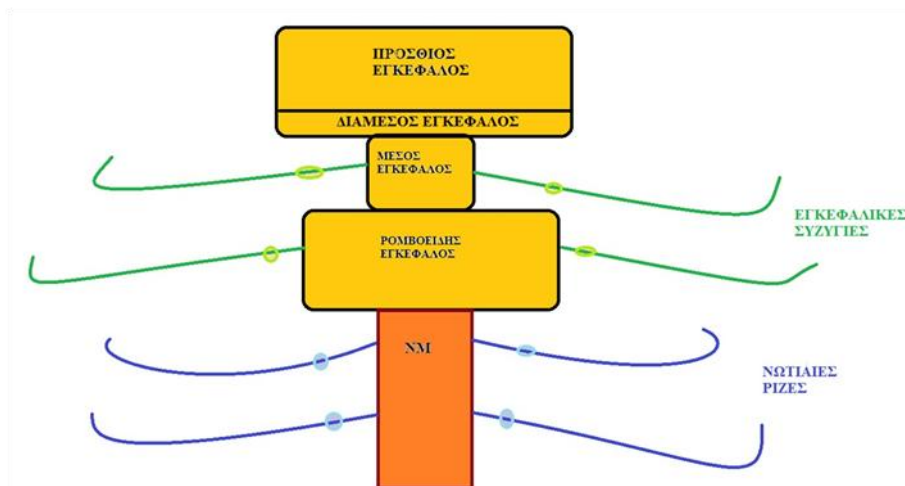 ΠΡΟΣΘΙΟΣ
ΕΓΚΕΦΑΛΟΣ
ΔΙΑΜΕΣΟΣ ΕΓΚΕΦΑΛΟΣ
ΜΕΣΟΣ
ΕΓΚΕΦΑΛΟΣ
ΕΓΚΕΦΑΛΙΚΕΣ
ΣΥΖΥΓΙΕΣ
ΡΟΜΒΟΕΙΔΗΣ
ΕΓΚΕΦΑΛΟΣ
ΝΜ
ΝΩΤΙΑΙΕΣ
ΡΙΖΕΣ